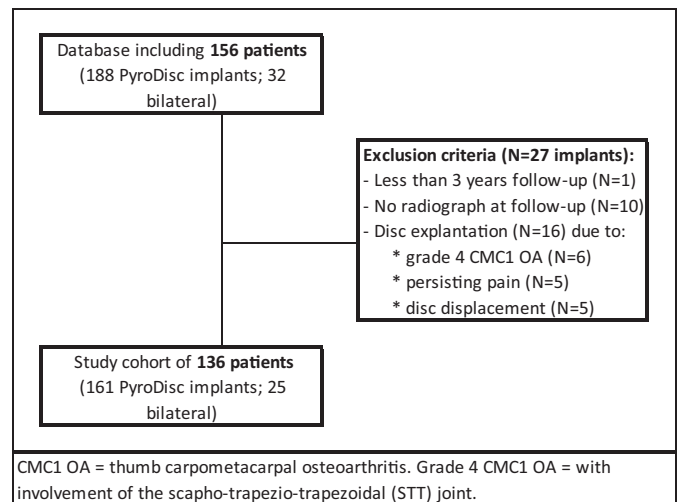 Database including 156 patients
(188 PyroDisc implants; 32
bilateral)
Exclusion criteria (N=27 implants):
- Less than 3 years follow-up (N=1)
- No radiograph at follow-up (N=10)
- Disc explantation (N=16) due to:
* grade 4 CMC1 OA (N=6)
* persisting pain (N=5)
* disc displacement (N=5)
Study cohort of 136 patients
(161 PyroDisc implants; 25
bilateral)
CMC1 OA = thumb carpometacarpal osteoarthritis. Grade 4 CMC1 OA = with
involvement of the scapho-trapezio-trapezoidal (STT) joint.